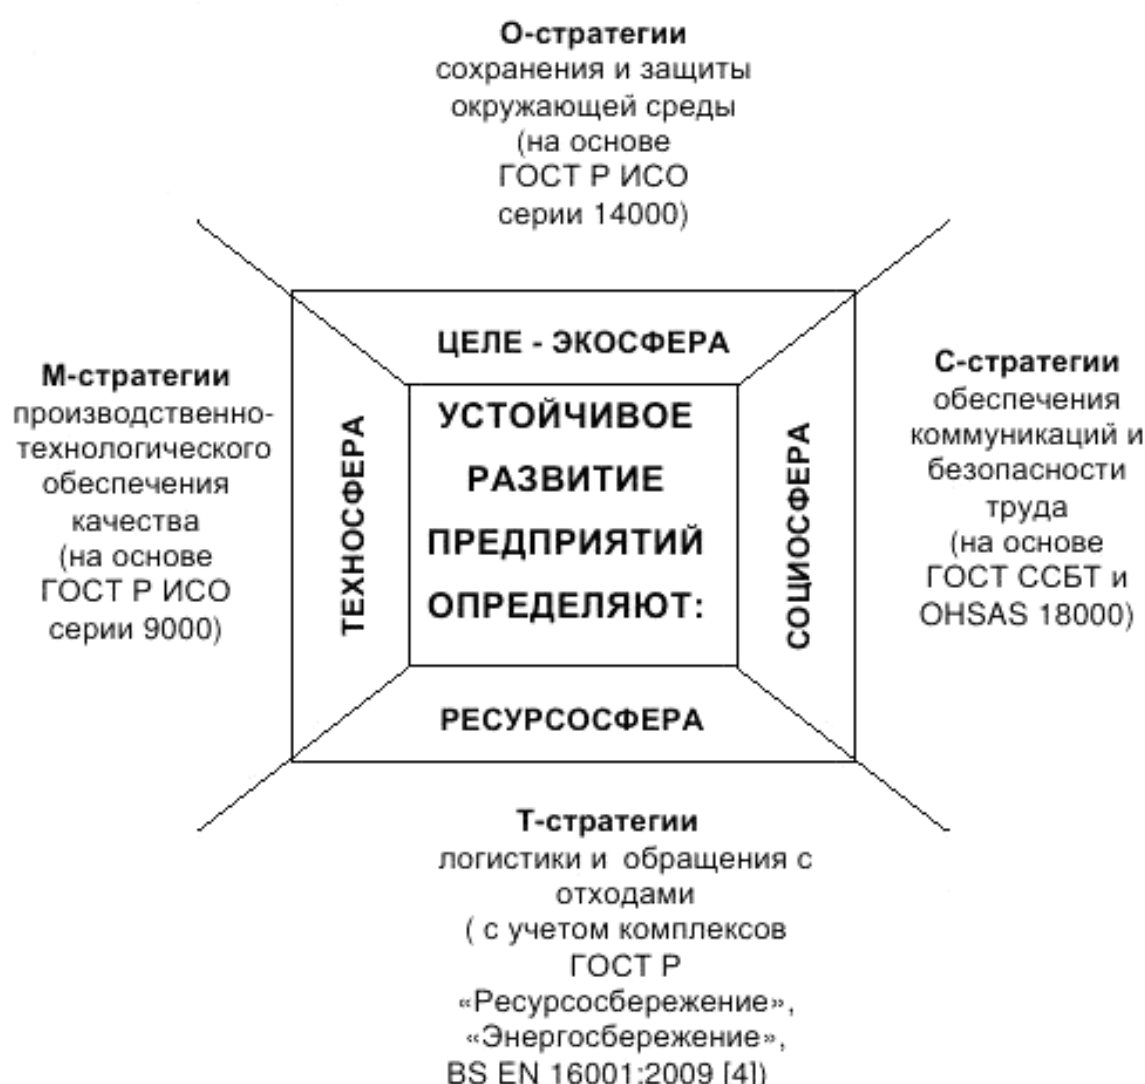 О-стратегии
сохранения и защиты
окружающей среды
(на основе
ГОСТ Р ИСО
серии 14000)
ЦЕЛЕ - ЭКОСФЕРА
М-стратегии
производственно-
технологического
обеспечения
качества
(на основе
ГОСТ Р ИСО
серии 9000)
ТЕХНОСФЕРА
УСТОЙЧИВОЕ
РАЗВИТИЕ
ПРЕДПРИЯТИЙ
ОПРЕДЕЛЯЮТ:
СОЦИОСФЕРА
С-стратегии
обеспечения
коммуникаций и
безопасности
труда
(на основе
ГОСТ ССБТ и
OHSAS 18000)
РЕСУРСОСФЕРА
Т-стратегии
логистики и обращения с
отходами
( с учетом комплексов
ГОСТ Р
«Ресурсосбережение»,
«Энергосбережение»,
BS EN 16001:2009 [4])